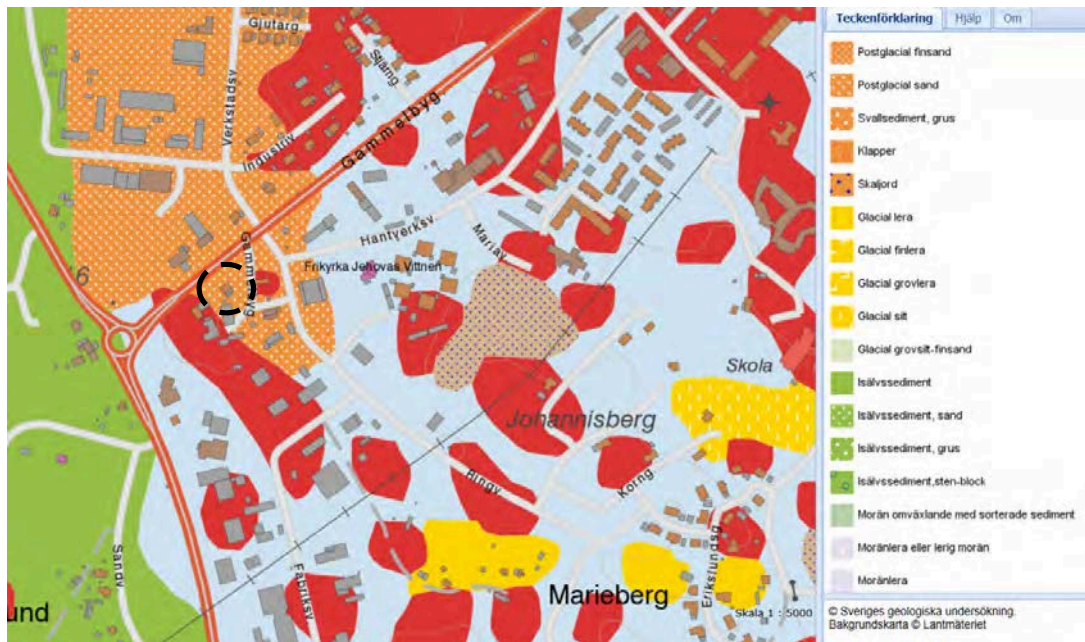 Gjutarg
Stjärng
Verkstadsv
Industriv
Gammelbyg
Hantverksv
Mariav
Gammelbyg
6
Frikyrka Jehovas Vittnen
Skola
Johannisberg
Ringv
Korng
Sandv
Fabriksv
Erikslundsg
Marieberg
und
Skala 1 : 5000
Teckenförklaring
Hjälp
Om
Postglacial finsand
Postglacial sand
Svallsediment, grus
Klapper
Skaljord
Glacial lera
Glacial finlera
Glacial grovlera
Glacial silt
Glacial grovsilt-finsand
Isälvssediment
Isälvssediment, sand
Isälvssediment, grus
Isälvssediment,sten-block
Morän omväxlande med sorterade sediment
Moränlera eller lerig morän
Moränlera
© Sveriges geologiska undersökning.
Bakgrundskarta © Lantmäteriet